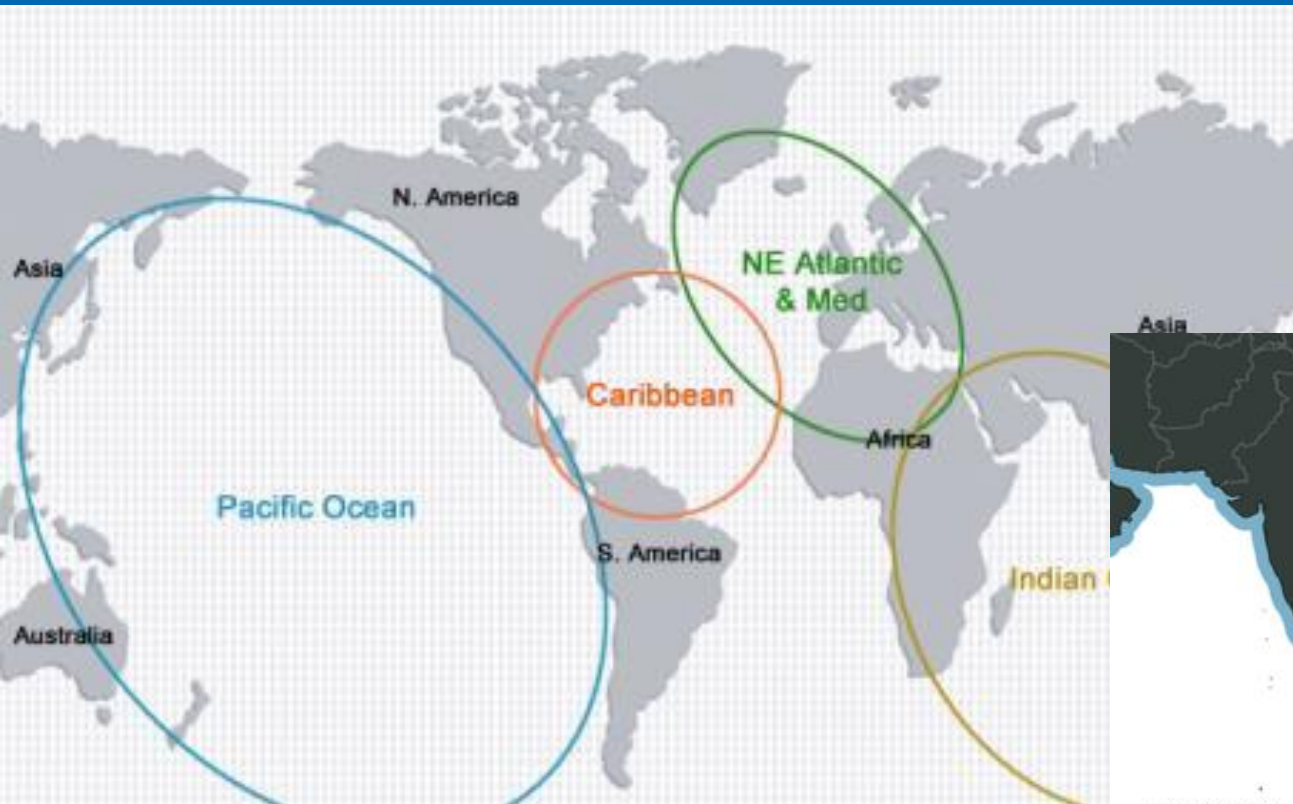 N. America
Asia
NE Atlantic
& Med
Asia
Caribbean
Africa
Pacific Ocean
S. America
Indian
Australia